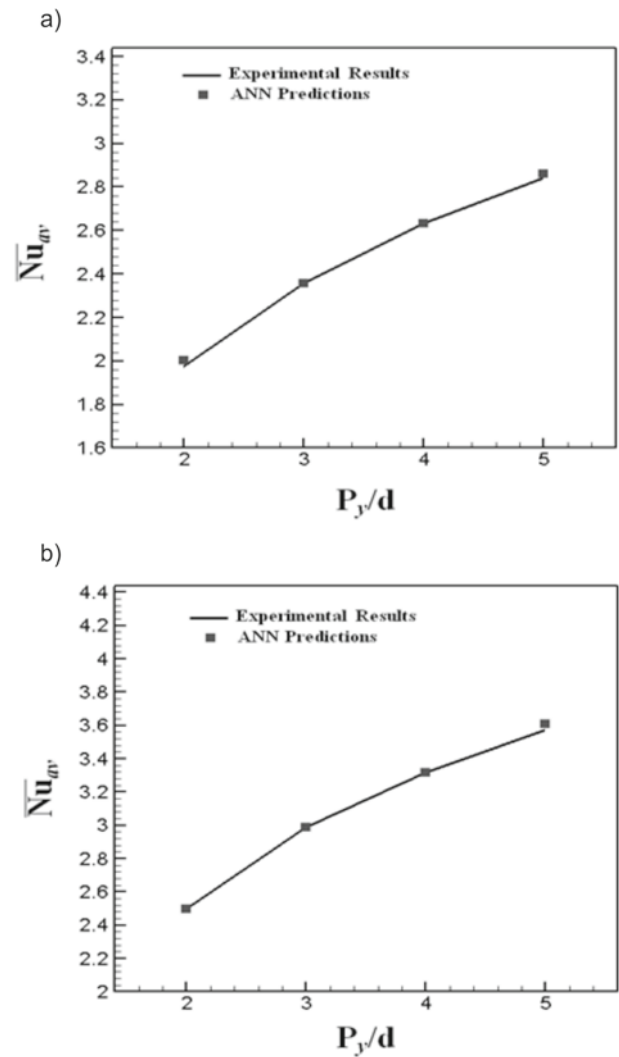 a)
3.4
3.2
3
2.8
2.6
2.4
2.2
2
1.8
1.6
Experimental Results
ANN Predictions
N̅u̅av
2 3 4 5
Py/d
b)
4.4
4.2
4
3.8
3.6
3.4
3.2
3
2.8
2.6
2.4
2.2
2
Experimental Results
ANN Predictions
N̅u̅av
2 3 4 5
Py/d